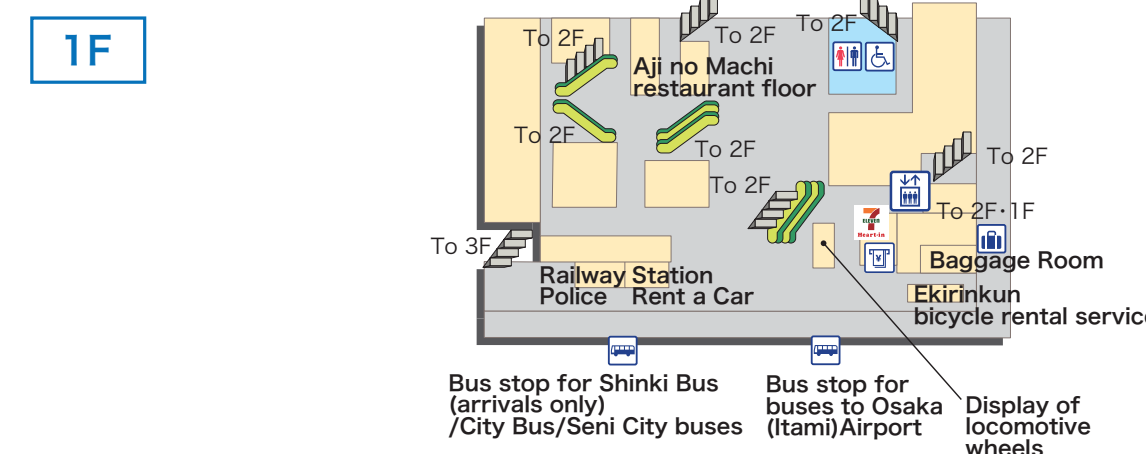 1F
To 2F
To 2F
To 2F
Aji no Machi
restaurant floor
To 2F
To 2F
To 2F
To 2F
To 2F・1F
ELEVEN
Heart-in
¥
To 3F
Railway
Police
Station
Rent a Car
Baggage Room
Ekirinkun
bicycle rental service
Bus stop for Shinki Bus
(arrivals only)
/City Bus/Seni City buses
Bus stop for
buses to Osaka
(Itami)Airport
Display of
locomotive
wheels